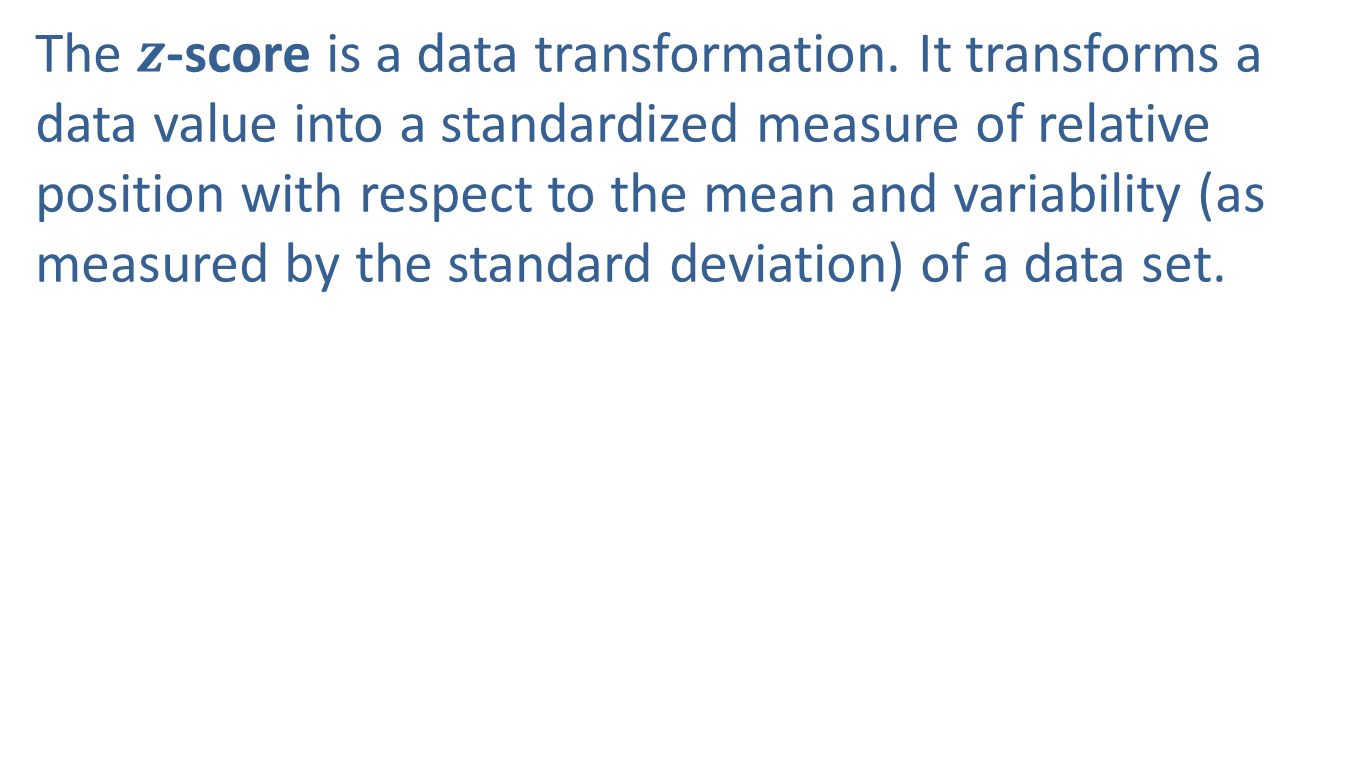 The z-score is a data transformation. It transforms a
data value into a standardized measure of relative
position with respect to the mean and variability (as
measured by the standard deviation) of a data set.